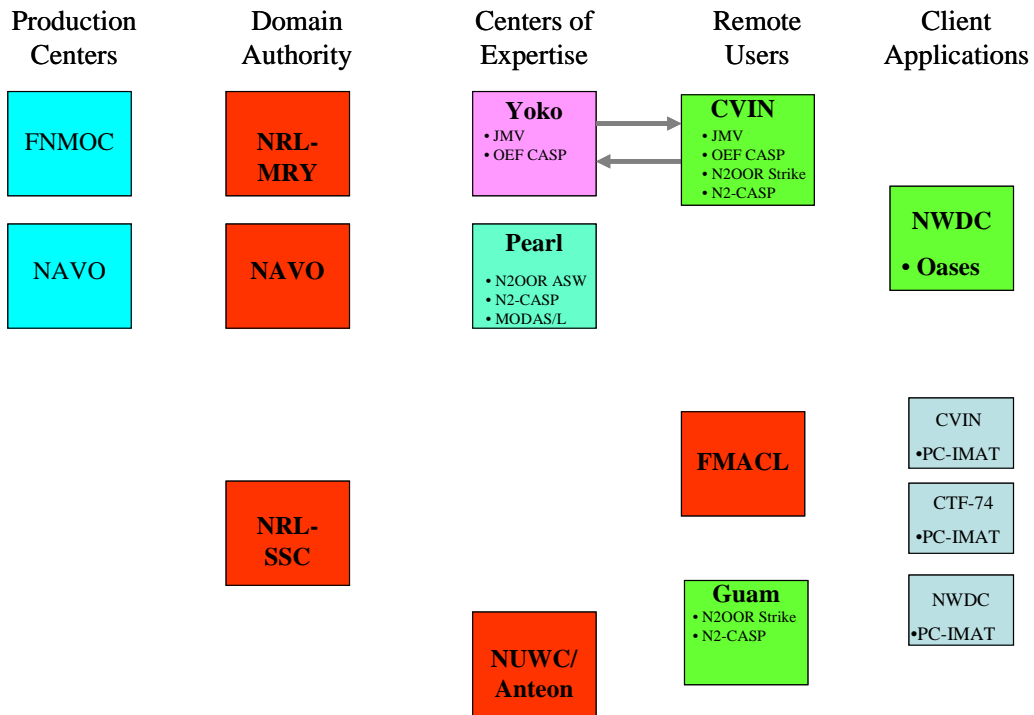 Production
Centers
Domain
Authority
Centers of
Expertise
Remote
Users
Client
Applications
FNMOC
NRL-
MRY
Yoko
• JMV
• OEF CASP
CVIN
• JMV
• OEF CASP
• N2OOR Strike
• N2-CASP
NWDC
• Oases
NAVO
NAVO
Pearl
• N2OOR ASW
• N2-CASP
• MODAS/L
FMACL
CVIN
•PC-IMAT
NRL-
SSC
CTF-74
•PC-IMAT
Guam
• N2OOR Strike
• N2-CASP
NWDC
•PC-IMAT
NUWC/
Anteon